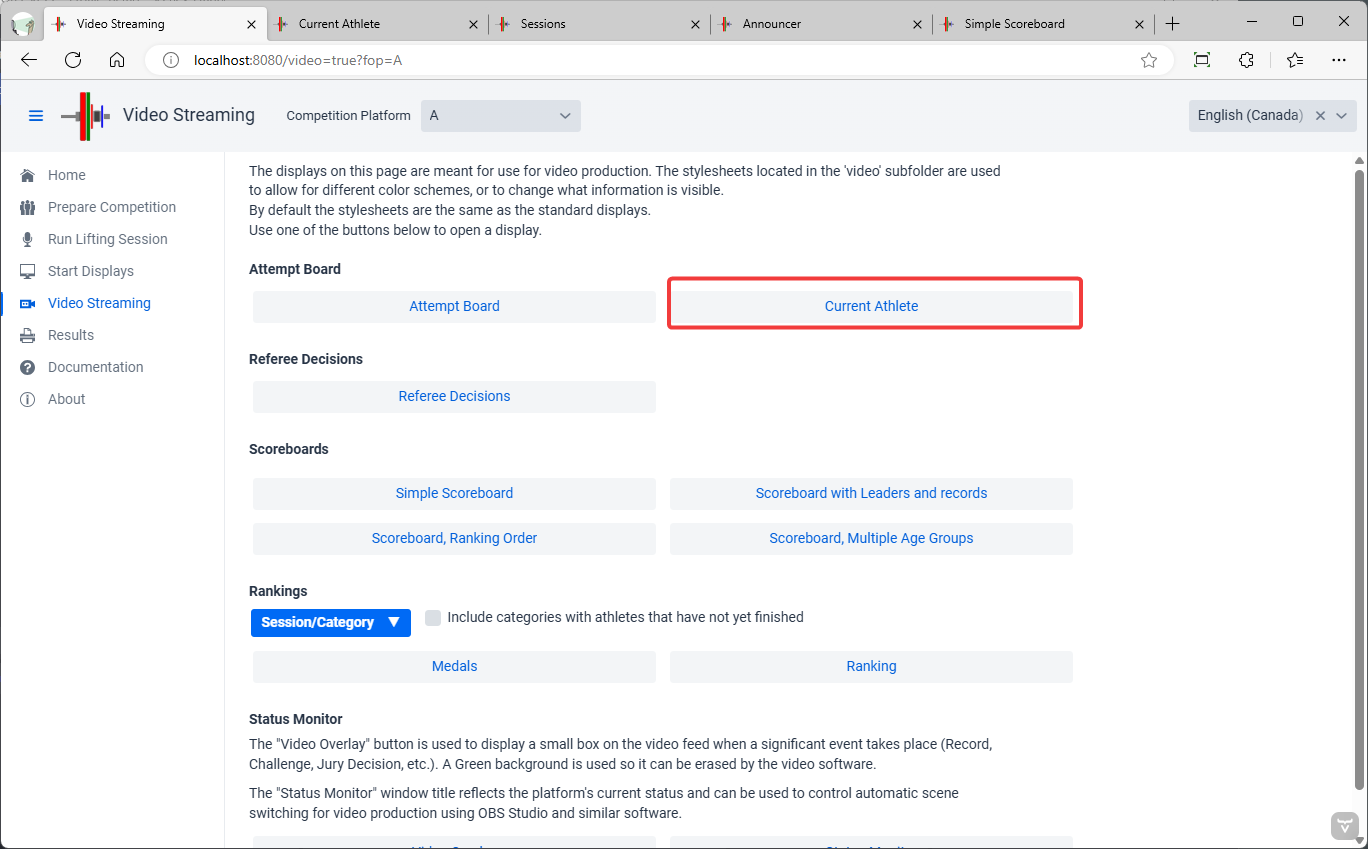 Video Streaming
Current Athlete
Sessions
Announcer
Simple Scoreboard
localhost:8080/video=true?fop=A
Video Streaming
Competition Platform
A
English (Canada)
Home
Prepare Competition
Run Lifting Session
Start Displays
Video Streaming
Results
Documentation
About
The displays on this page are meant for use for video production. The stylesheets located in the 'video' subfolder are used
to allow for different color schemes, or to change what information is visible.
By default the stylesheets are the same as the standard displays.
Use one of the buttons below to open a display.
Attempt Board
Attempt Board
Current Athlete
Referee Decisions
Referee Decisions
Scoreboards
Simple Scoreboard
Scoreboard with Leaders and records
Scoreboard, Ranking Order
Scoreboard, Multiple Age Groups
Rankings
Session/Category
Include categories with athletes that have not yet finished
Medals
Ranking
Status Monitor
The "Video Overlay" button is used to display a small box on the video feed when a significant event takes place (Record,
Challenge, Jury Decision, etc.). A Green background is used so it can be erased by the video software.
The "Status Monitor" window title reflects the platform's current status and can be used to control automatic scene
switching for video production using OBS Studio and similar software.